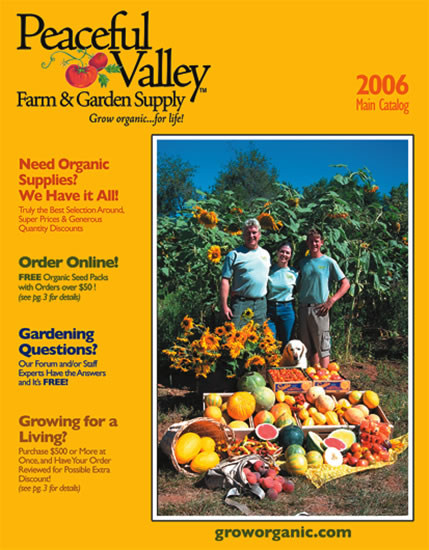 Peaceful
Valley™
Farm & Garden Supply
Grow organic...for life!
2006
Main Catalog
Need Organic
Supplies?
We Have it All!
Truly the Best Selection Around,
Super Prices & Generous
Quantity Discounts
Order Online!
FREE Organic Seed Packs
with Orders over $50 !
(see pg. 3 for details)
Gardening
Questions?
Our Forum and/or Staff
Experts Have the Answers
and It's FREE!
Growing for a
Living?
Purchase $500 or More at
Once, and Have Your Order
Reviewed for Possible Extra
Discount!
(see pg. 3 for details)
groworganic.com